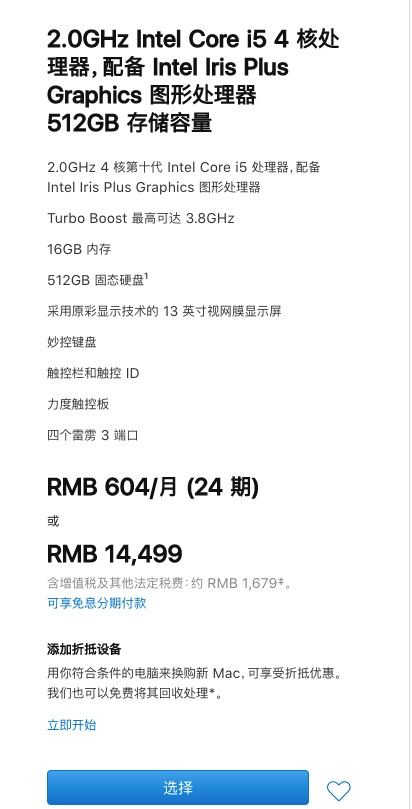 2.0GHz Intel Core i5 4 核处
理器，配备 Intel Iris Plus
Graphics 图形处理器
512GB 存储容量
2.0GHz 4 核第十代 Intel Core i5 处理器，配备
Intel Iris Plus Graphics 图形处理器
Turbo Boost 最高可达 3.8GHz
16GB 内存
512GB 固态硬盘¹
采用原彩显示技术的 13 英寸视网膜显示屏
妙控键盘
触控栏和触控 ID
力度触控板
四个雷雳 3 端口
RMB 604/月 (24 期)
或
RMB 14,499
含增值税及其他法定税费：约 RMB 1,679‡。
可享免息分期付款
添加折抵设备
用你符合条件的电脑来换购新 Mac，可享受折抵优惠。
我们也可以免费将其回收处理*。
立即开始
选择